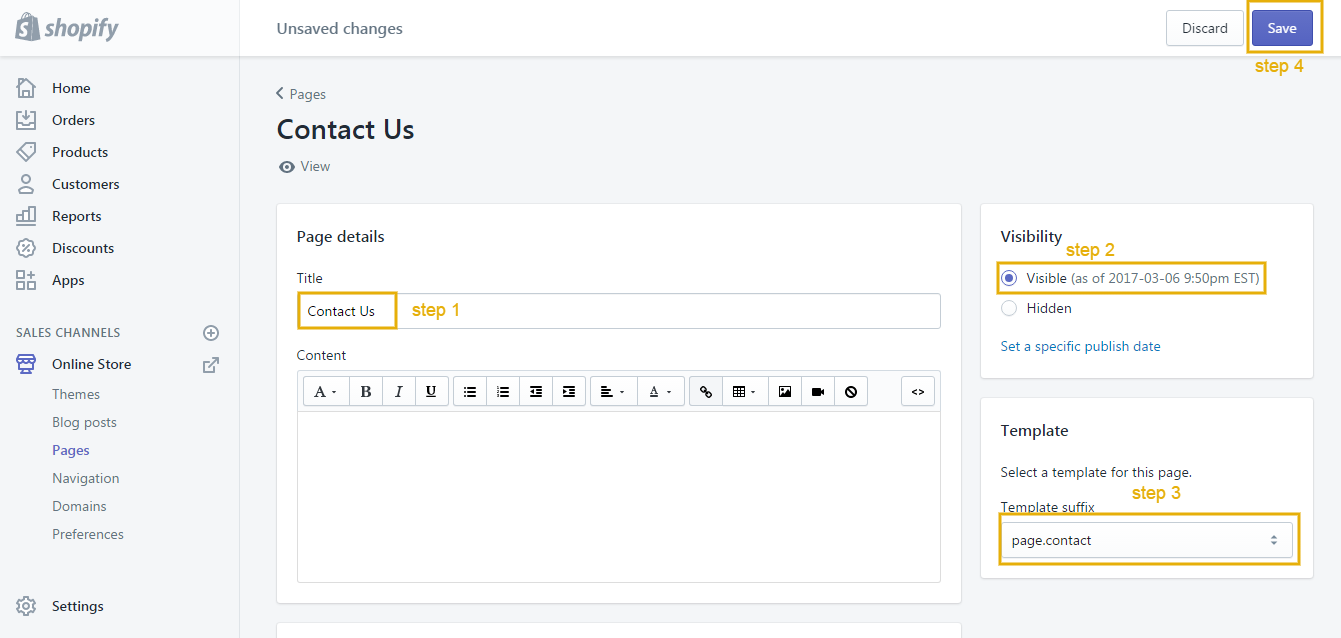 shopify
Unsaved changes
Discard
Save
step 4
Home
Orders
Products
Customers
Reports
Discounts
Apps
SALES CHANNELS
Online Store
Themes
Blog posts
Pages
Navigation
Domains
Preferences
Settings
Pages
Contact Us
View
Page details
Title
Contact Us step 1
Content
A B I U A <>
Visibility
step 2
Visible (as of 2017-03-06 9:50pm EST)
Hidden
Set a specific publish date
Template
Select a template for this page.
step 3
Template suffix
page.contact